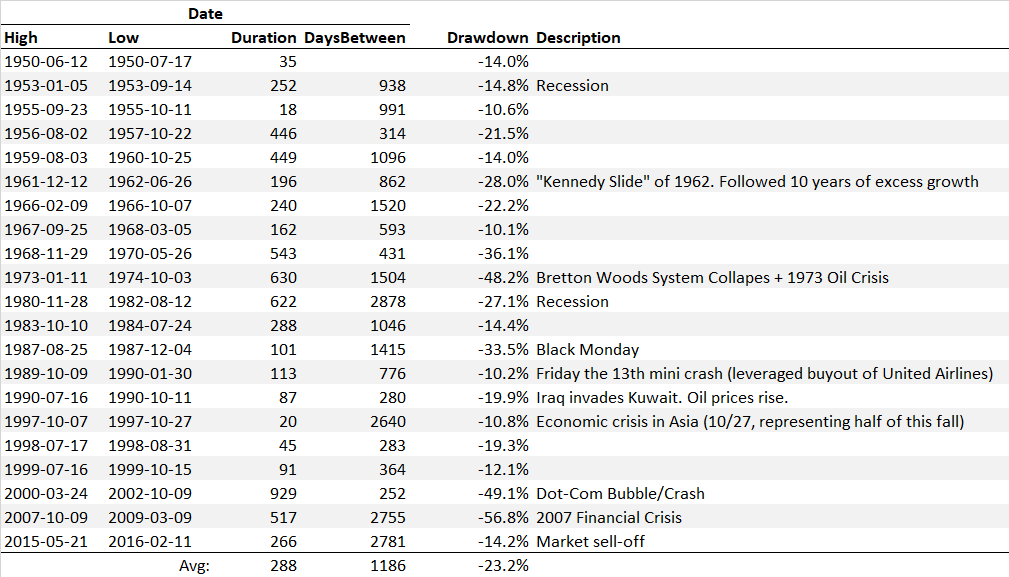 Date
High Low Duration DaysBetween Drawdown Description
1950-06-12 1950-07-17 35 -14.0%
1953-01-05 1953-09-14 252 938 -14.8% Recession
1955-09-23 1955-10-11 18 991 -10.6%
1956-08-02 1957-10-22 446 314 -21.5%
1959-08-03 1960-10-25 449 1096 -14.0%
1961-12-12 1962-06-26 196 862 -28.0% "Kennedy Slide" of 1962. Followed 10 years of excess growth
1966-02-09 1966-10-07 240 1520 -22.2%
1967-09-25 1968-03-05 162 593 -10.1%
1968-11-29 1970-05-26 543 431 -36.1%
1973-01-11 1974-10-03 630 1504 -48.2% Bretton Woods System Collapes + 1973 Oil Crisis
1980-11-28 1982-08-12 622 2878 -27.1% Recession
1983-10-10 1984-07-24 288 1046 -14.4%
1987-08-25 1987-12-04 101 1415 -33.5% Black Monday
1989-10-09 1990-01-30 113 776 -10.2% Friday the 13th mini crash (leveraged buyout of United Airlines)
1990-07-16 1990-10-11 87 280 -19.9% Iraq invades Kuwait. Oil prices rise.
1997-10-07 1997-10-27 20 2640 -10.8% Economic crisis in Asia (10/27, representing half of this fall)
1998-07-17 1998-08-31 45 283 -19.3%
1999-07-16 1999-10-15 91 364 -12.1%
2000-03-24 2002-10-09 929 252 -49.1% Dot-Com Bubble/Crash
2007-10-09 2009-03-09 517 2755 -56.8% 2007 Financial Crisis
2015-05-21 2016-02-11 266 2781 -14.2% Market sell-off
Avg: 288 1186 -23.2%